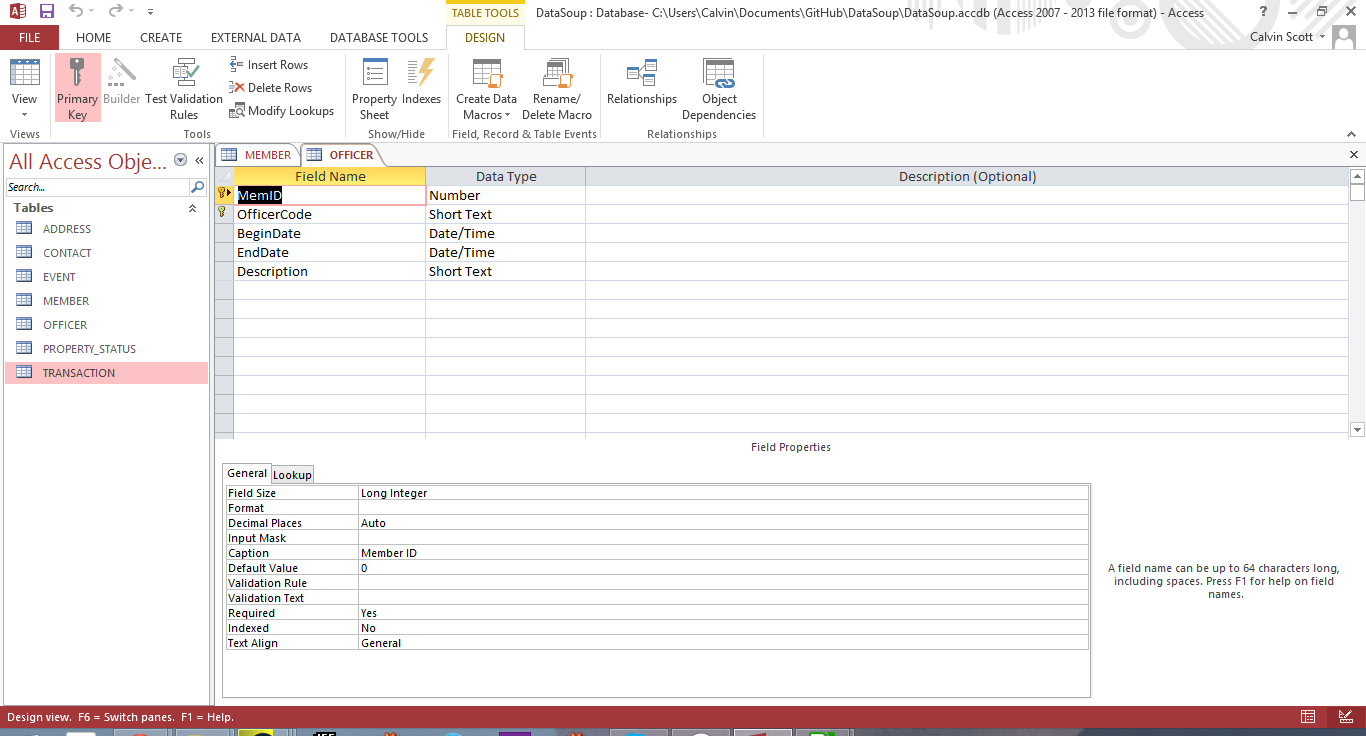 TABLE TOOLS
DataSoup : Database- C:\Users\Calvin\Documents\GitHub\DataSoup\DataSoup.accdb (Access 2007 - 2013 file format) - Access
?
FILE HOME CREATE EXTERNAL DATA DATABASE TOOLS DESIGN
Calvin Scott
View
Primary Key
Builder
Test Validation Rules
Insert Rows
Delete Rows
Modify Lookups
Property Sheet
Indexes
Create Data Macros
Rename/ Delete Macro
Relationships
Object Dependencies
Views Tools Show/Hide Field, Record & Table Events Relationships
All Access Obje...
Search...
Tables
ADDRESS
CONTACT
EVENT
MEMBER
OFFICER
PROPERTY_STATUS
TRANSACTION
MEMBER OFFICER
Field Name Data Type Description (Optional)
MemID Number
OfficerCode Short Text
BeginDate Date/Time
EndDate Date/Time
Description Short Text
Field Properties
General Lookup
Field Size Long Integer
Format
Decimal Places Auto
Input Mask
Caption Member ID
Default Value 0
Validation Rule
Validation Text
Required Yes
Indexed No
Text Align General
A field name can be up to 64 characters long,
including spaces. Press F1 for help on field
names.
Design view. F6 = Switch panes. F1 = Help.